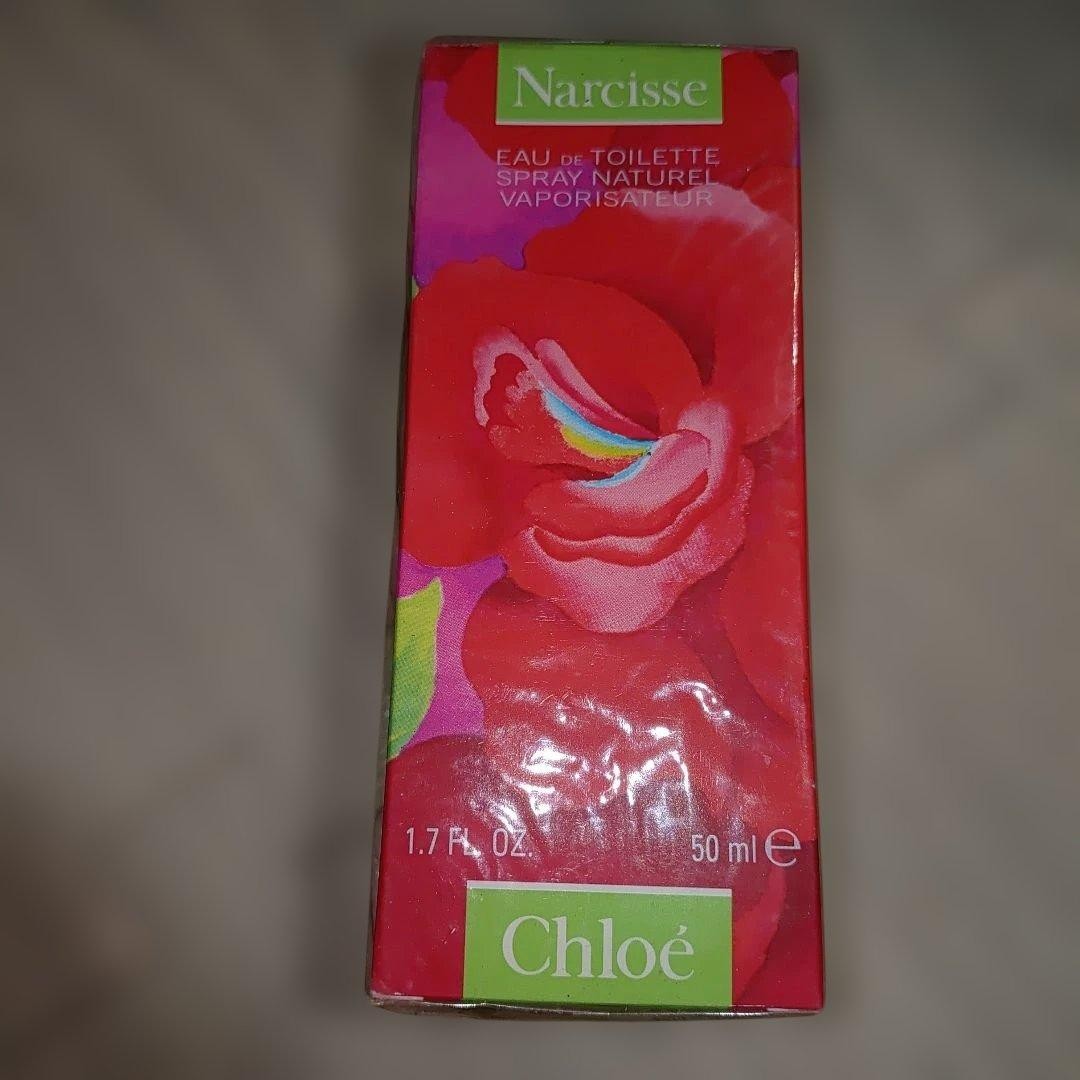 Narcisse
EAU DE TOILETTE
SPRAY NATUREL
VAPORISATEUR
1.7 FL. OZ.
50 ml e
Chloé